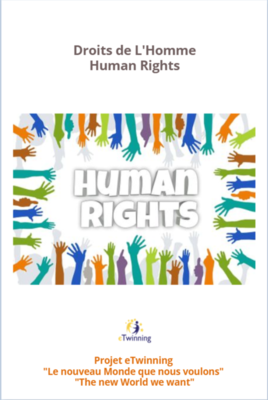 Droits de L'Homme
Human Rights
HUMAN
RIGHTS
eTwinning
Projet eTwinning
"Le nouveau Monde que nous voulons"
"The new World we want"